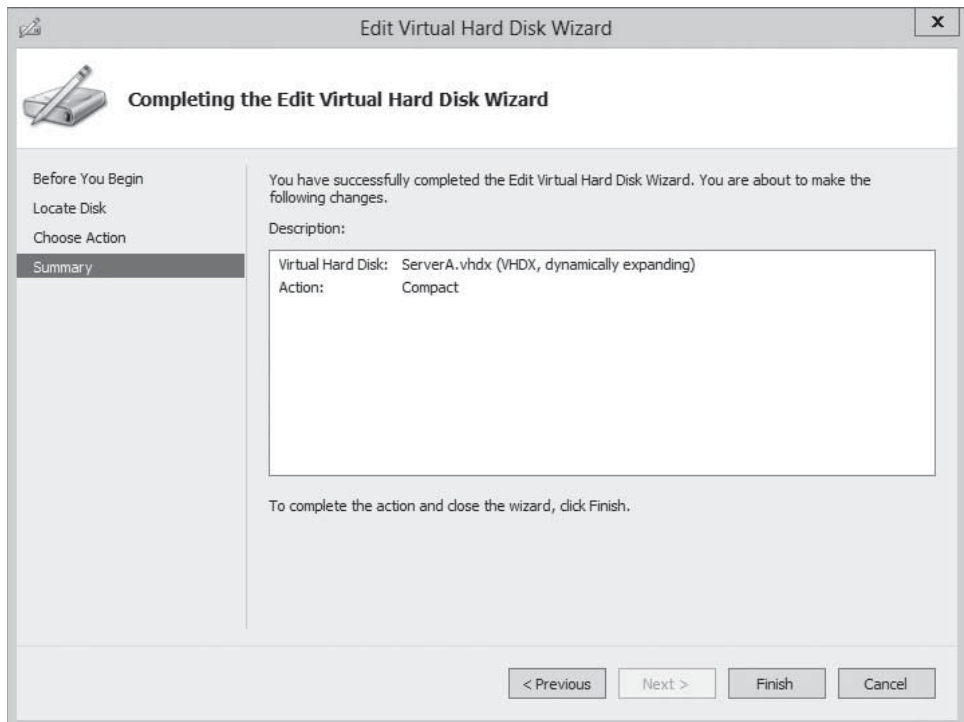 Edit Virtual Hard Disk Wizard
x
Completing the Edit Virtual Hard Disk Wizard
Before You Begin
Locate Disk
Choose Action
Summary
You have successfully completed the Edit Virtual Hard Disk Wizard. You are about to make the
following changes.
Description:
Virtual Hard Disk: ServerA.vhdx (VHDX, dynamically expanding)
Action: Compact
To complete the action and close the wizard, click Finish.
< Previous
Next >
Finish
Cancel